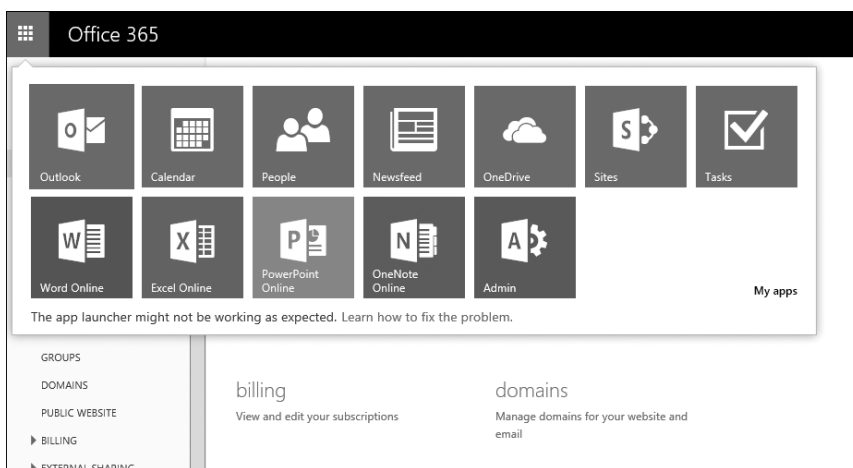 Office 365
Outlook
Calendar
People
Newsfeed
OneDrive
Sites
Tasks
Word Online
Excel Online
PowerPoint
Online
OneNote
Online
Admin
My apps
The app launcher might not be working as expected. Learn how to fix the problem.
GROUPS
DOMAINS
PUBLIC WEBSITE
BILLING
EXTERNAL SHARING
billing
View and edit your subscriptions
domains
Manage domains for your website and
email